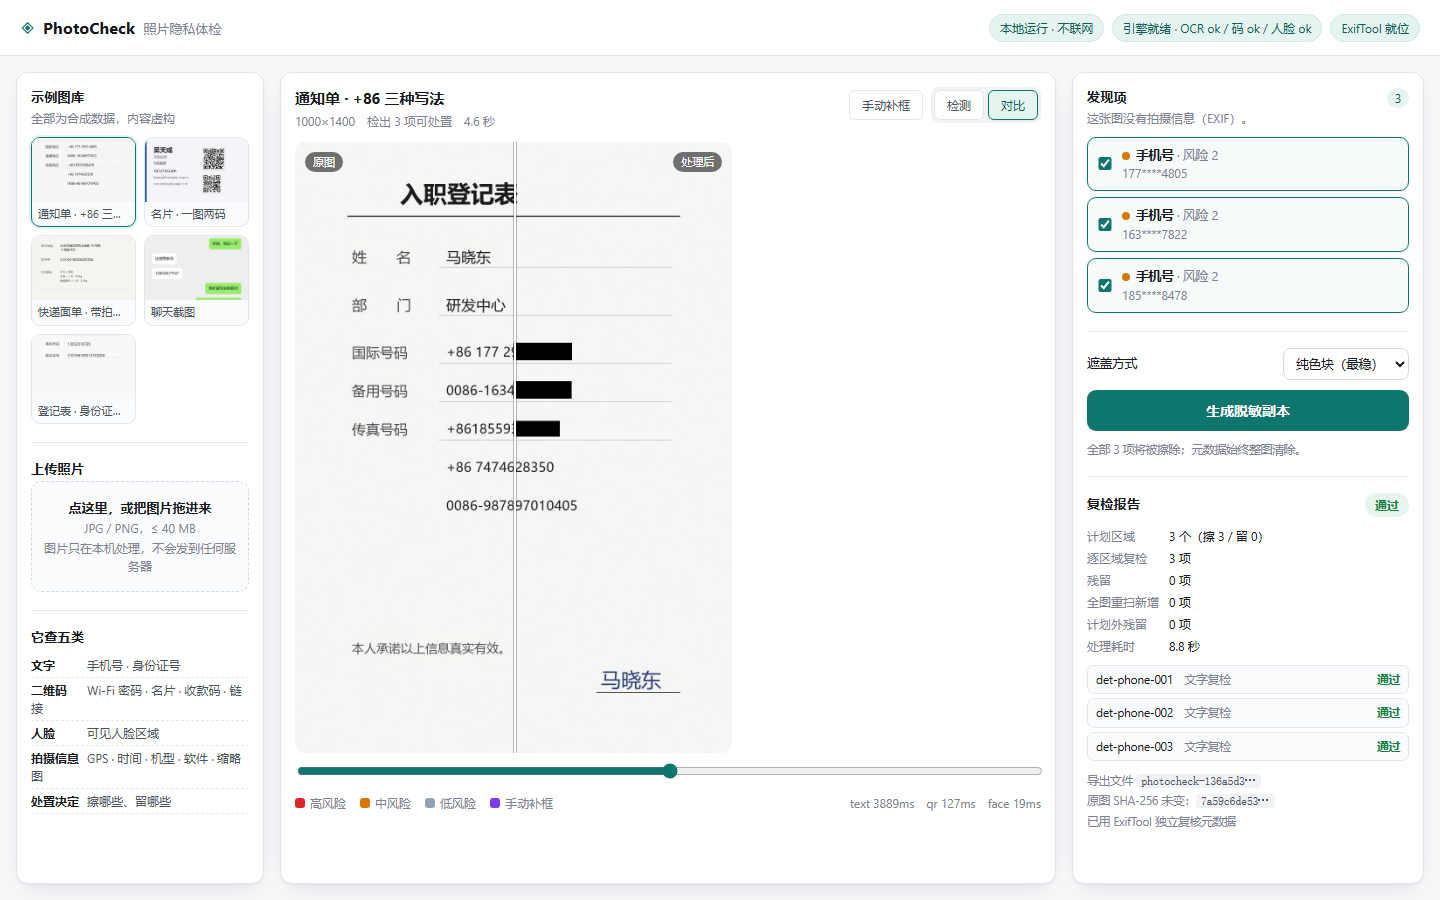 PhotoCheck 照片隐私体检
本地运行 · 不联网
引擎就绪 · OCR ok / 码 ok / 人脸 ok
ExifTool 就位
示例图库
全部为合成数据，内容虚构
通知单 · +86 三...
名片 · 一图两码
快递面单 · 带拍...
聊天截图
登记表 · 身份证...
上传照片
点这里，或把图片拖进来
JPG / PNG，≤ 40 MB
图片只在本机处理，不会发到任何服
务器
它查五类
文字 手机号 · 身份证号
二维码 Wi-Fi 密码 · 名片 · 收款码 · 链
接
人脸 可见人脸区域
拍摄信息 GPS · 时间 · 机型 · 软件 · 缩略
图
处置决定 擦哪些、留哪些
通知单 · +86 三种写法
1000×1400 检出 3 项可处置 4.6 秒
手动补框
检测
对比
原图
处理后
入职登记表
姓 名 马晓东
部 门 研发中心
国际号码 +86 177 29
备用号码 0086-1634
传真号码 +8618559
+86 7474628350
0086-987897010405
本人承诺以上信息真实有效。
马晓东
高风险 中风险 低风险 手动补框
text 3889ms qr 127ms face 19ms
发现项 3
这张图没有拍摄信息（EXIF）。
手机号 · 风险 2
177****4805
手机号 · 风险 2
163****7822
手机号 · 风险 2
185****8478
遮盖方式 纯色块（最稳）
生成脱敏副本
全部 3 项将被擦除；元数据始终整图清除。
复检报告 通过
计划区域 3 个（擦 3 / 留 0）
逐区域复检 3 项
残留 0 项
全图重扫新增 0 项
计划外残留 0 项
处理耗时 8.8 秒
det-phone-001 文字复检 通过
det-phone-002 文字复检 通过
det-phone-003 文字复检 通过
导出文件 photocheck-136a5d3…
原图 SHA-256 未变： 7a59c6de53…
已用 ExifTool 独立复核元数据